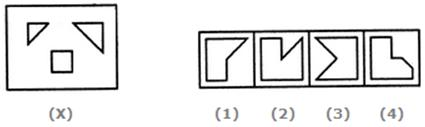 (X) (1) (2) (3) (4)